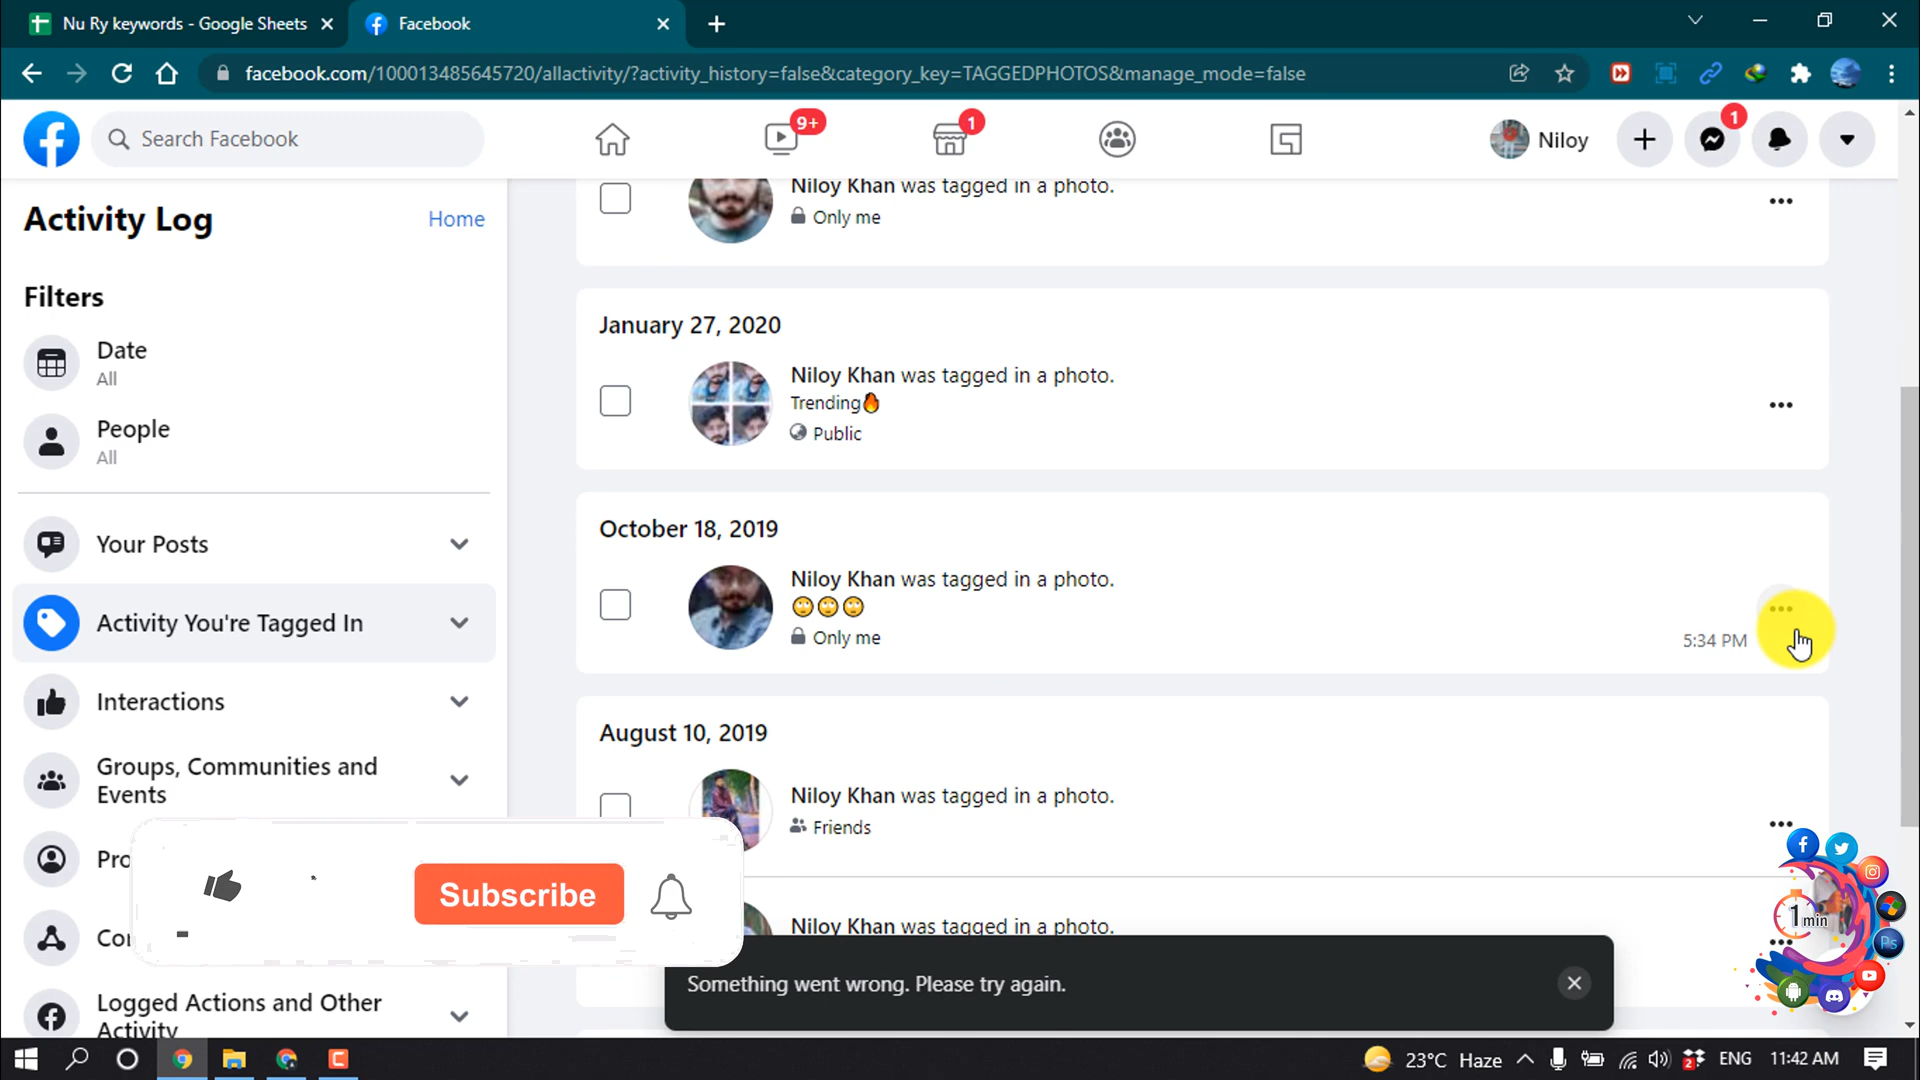 Nu Ry keywords - Google Sheets
Facebook
facebook.com/100013485645720/allactivity/?activity_history=false&category_key=TAGGEDPHOTOS&manage_mode=false
Search Facebook
9+
1
Niloy
1
Activity Log
Home
Filters
Date
All
People
All
Your Posts
Activity You're Tagged In
Interactions
Groups, Communities and
Events
Pro
Con
Logged Actions and Other
Activity
Niloy Khan was tagged in a photo.
Only me
January 27, 2020
Niloy Khan was tagged in a photo.
Trending🔥
Public
October 18, 2019
Niloy Khan was tagged in a photo.
🙄🙄🙄
Only me
5:34 PM
August 10, 2019
Niloy Khan was tagged in a photo.
Friends
Niloy Khan was tagged in a photo.
Subscribe
Something went wrong. Please try again.
1 min
Ps
23°C Haze
2
ENG
11:42 AM